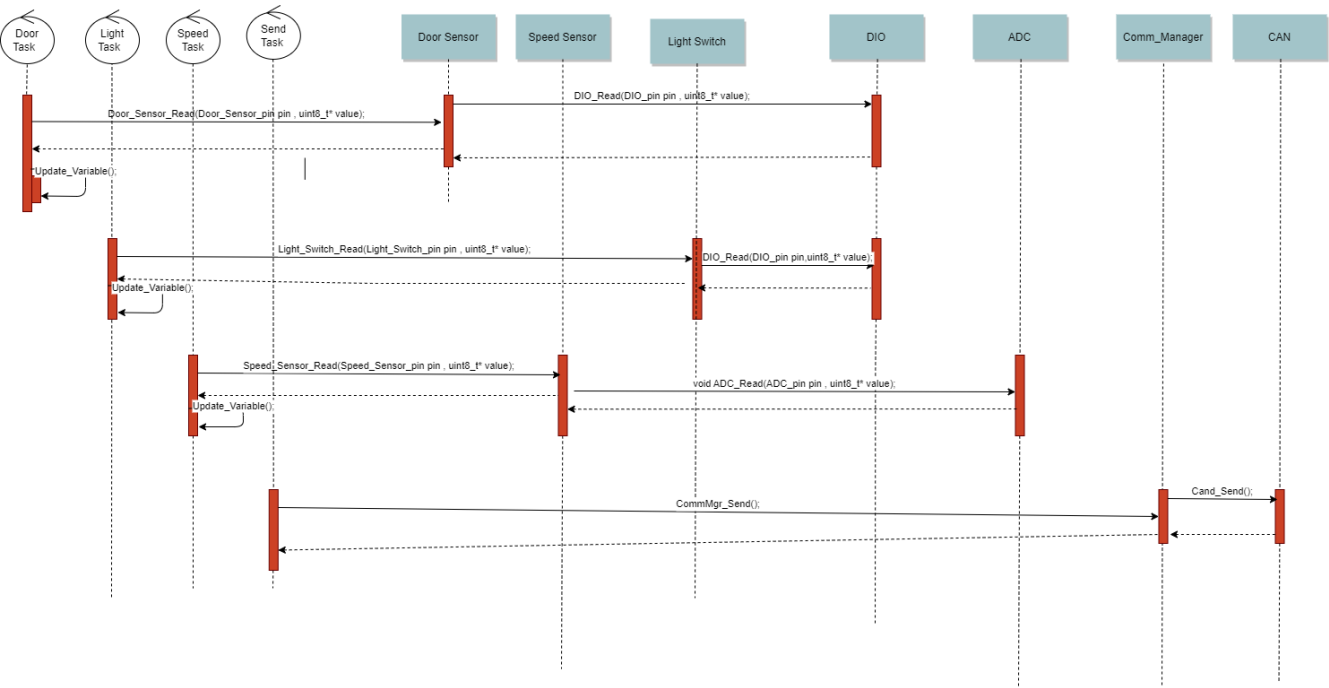 Door
Task
Light
Task
Speed
Task
Send
Task
Door Sensor
Speed Sensor
Light Switch
DIO
ADC
Comm_Manager
CAN
DIO_Read(DIO_pin pin , uint8_t* value);
Door_Sensor_Read(Door_Sensor_pin pin , uint8_t* value);
Update_Variable();
Light_Switch_Read(Light_Switch_pin pin , uint8_t* value);
DIO_Read(DIO_pin pin,uint8_t* value);
Update_Variable();
Speed_Sensor_Read(Speed_Sensor_pin pin , uint8_t* value);
void ADC_Read(ADC_pin pin , uint8_t* value);
Update_Variable();
Cand_Send();
CommMgr_Send();